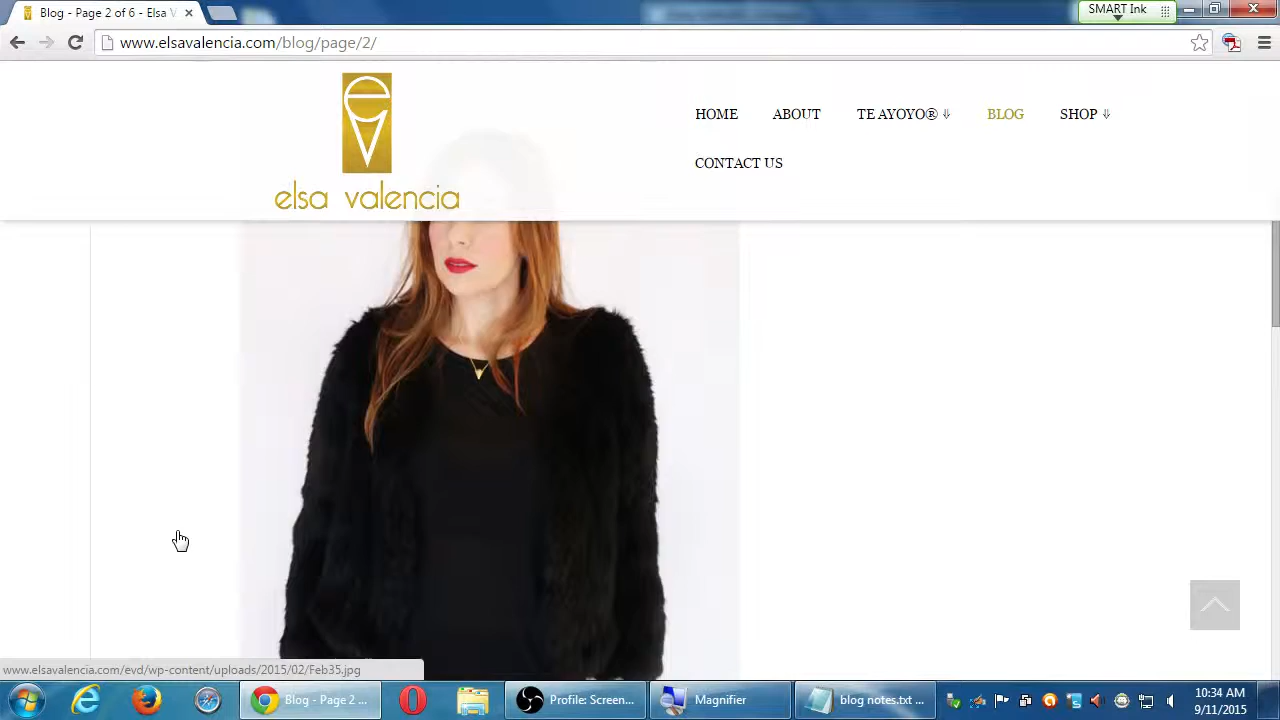 Blog - Page 2 of 6 - Elsa V
SMART Ink
www.elsavalencia.com/blog/page/2/
elsa valencia
HOME ABOUT TE AYOYO® ⇓ BLOG SHOP ⇓
CONTACT US
www.elsavalencia.com/evd/wp-content/uploads/2015/02/Feb35.jpg
Blog - Page 2 ...
Profile: Screen...
Magnifier
blog notes.txt ...
10:34 AM
9/11/2015